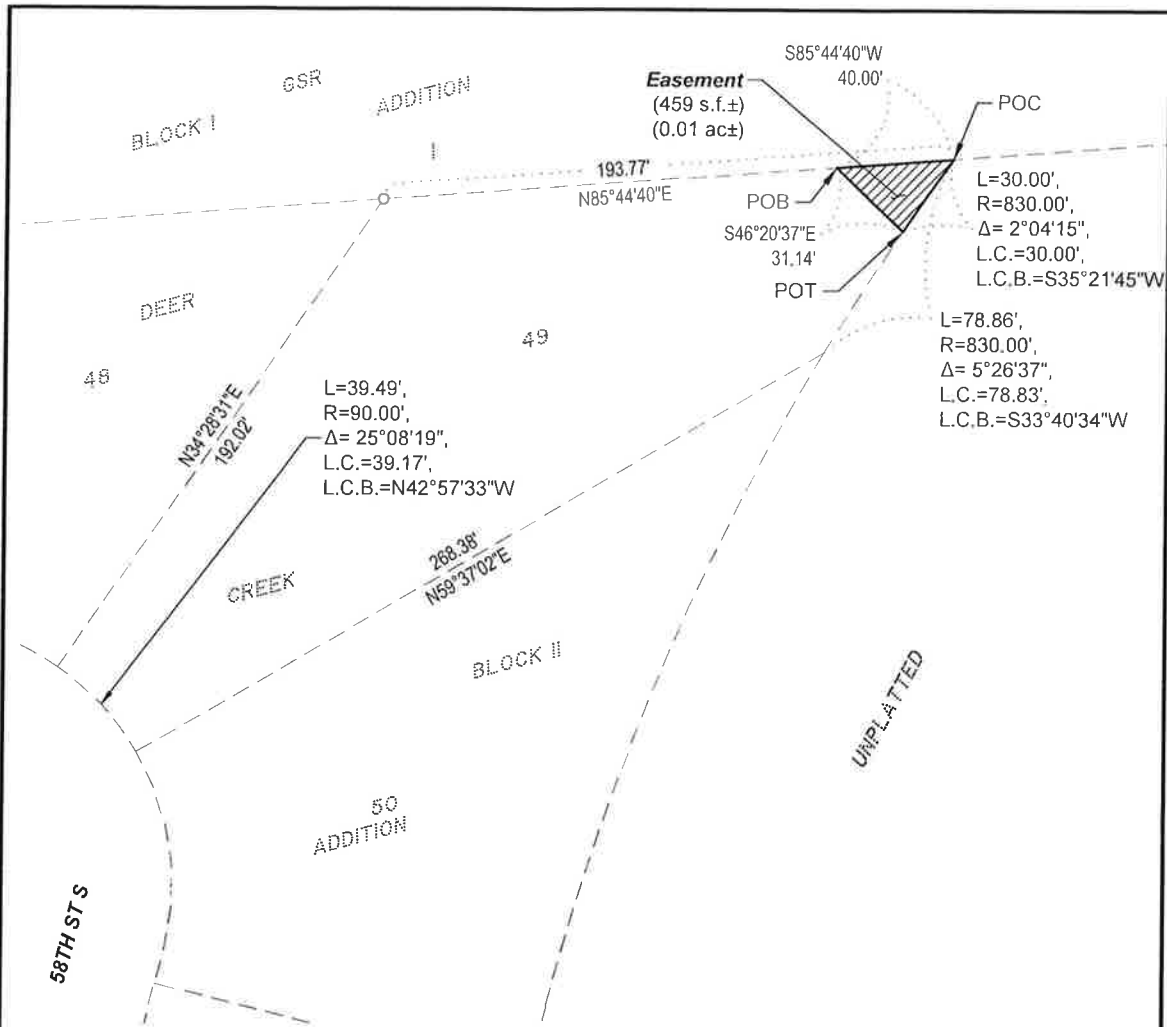 GSR
ADDITION
BLOCK 1
1
S85°44'40"W
40.00'
Easement
(459 s.f.±)
(0.01 ac±)
POC
193.77'
N85°44'40"E
POB
S46°20'37"E
31.14'
POT
L=30.00',
R=830.00',
Δ= 2°04'15",
L.C.=30.00',
L.C.B.=S35°21'45"W
DEER
48
49
L=78.86',
R=830.00',
Δ= 5°26'37",
L.C.=78.83',
L.C.B.=S33°40'34"W
N34°28'31"E
192.02'
L=39.49',
R=90.00',
Δ= 25°08'19",
L.C.=39.17',
L.C.B.=N42°57'33"W
268.38'
N59°37'02"E
CREEK
BLOCK II
UNPLATTED
50
ADDITION
58TH ST S